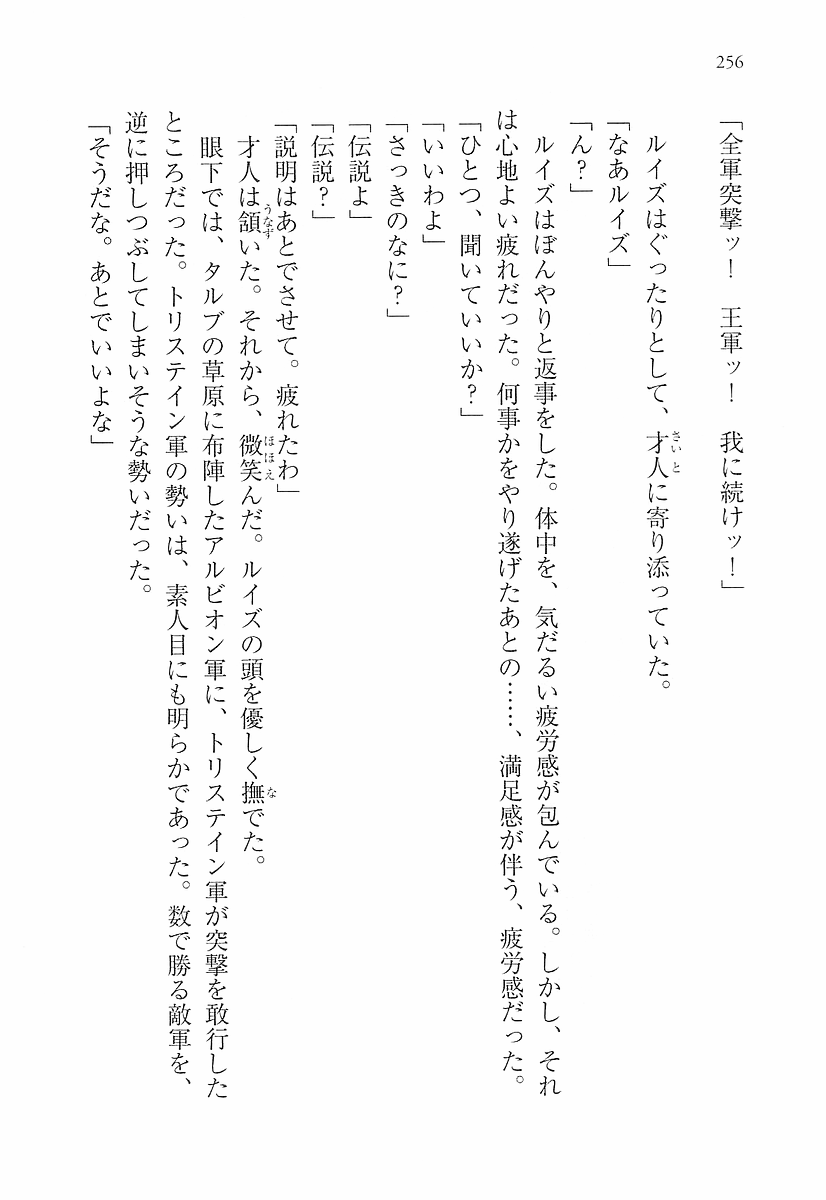 256
「全軍突撃ッ！　王軍ッ！　我に続けッ！」
ルイズはぐったりとして、才人に寄り添っていた。
「なあルイズ」
「ん？」
ルイズはぼんやりと返事をした。体中を、気だるい疲労感が包んでいる。しかし、それ
は心地よい疲れだった。何事かをやり遂げたあとの……、満足感が伴う、疲労感だった。
「ひとつ、聞いていいか？」
「いいわよ」
「さっきのなに？」
「伝説よ」
「伝説？」
「説明はあとでさせて。疲れたわ」
才人は頷いた。それから、微笑んだ。ルイズの頭を優しく撫でた。
眼下では、タルブの草原に布陣したアルビオン軍に、トリステイン軍が突撃を敢行した
ところだった。トリステイン軍の勢いは、素人目にも明らかであった。数で勝る敵軍を、
逆に押しつぶしてしまいそうな勢いだった。
「そうだな。あとでいいよな」